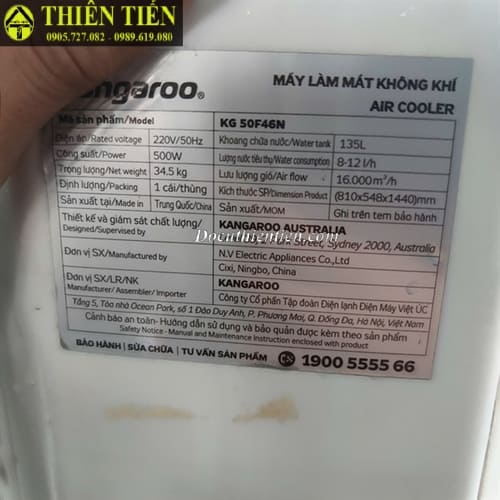 THIÊN TIẾN
0905.727.082 - 0989.619.080
Kangaroo®
MÁY LÀM MÁT KHÔNG KHÍ
AIR COOLER
Mã sản phẩm/Model KG 50F46N
Điện áp/Rated voltage 220V/50Hz Khoang chứa nước/Water tank 135L
Công suất/Power 500W Lượng nước tiêu thụ/Water consumption 8-12 l/h
Trọng lượng/Net weight 34.5 kg Lưu lượng gió/Air flow 16.000m³/h
Định lượng/Packing 1 cái/thùng Kích thước SP/Dimension Product (810x548x1440)mm
Sản xuất tại/Made in Trung Quốc/China Sản xuất/MOM Ghi trên tem bảo hành
Thiết kế và giám sát chất lượng/
Designed/Supervised by
KANGAROO AUSTRALIA
Street, Sydney 2000, Australia
Docuthientien.com
Đơn vị SX/Manufactured by
N.V Electric Appliances Co.,Ltd
Cixi, Ningbo, China
Đơn vị SX/LR/NK
Manufacturer/Assembler/Importer
KANGAROO
Công ty Cổ phần Tập đoàn Điện lạnh Điện Máy Việt ÚC
Tầng 5, Tòa nhà Ocean Park, số 1 Đào Duy Anh, P. Phương Mai, Q. Đống Đa, Hà Nội, Việt Nam
Cảnh báo an toàn- Hướng dẫn sử dụng và bảo quản được kèm theo sản phẩm
Safety Notice - Manual and Maintenance instruction enclosed with product
BẢO HÀNH | SỬA CHỮA | TƯ VẤN SẢN PHẨM 1900 5555 66